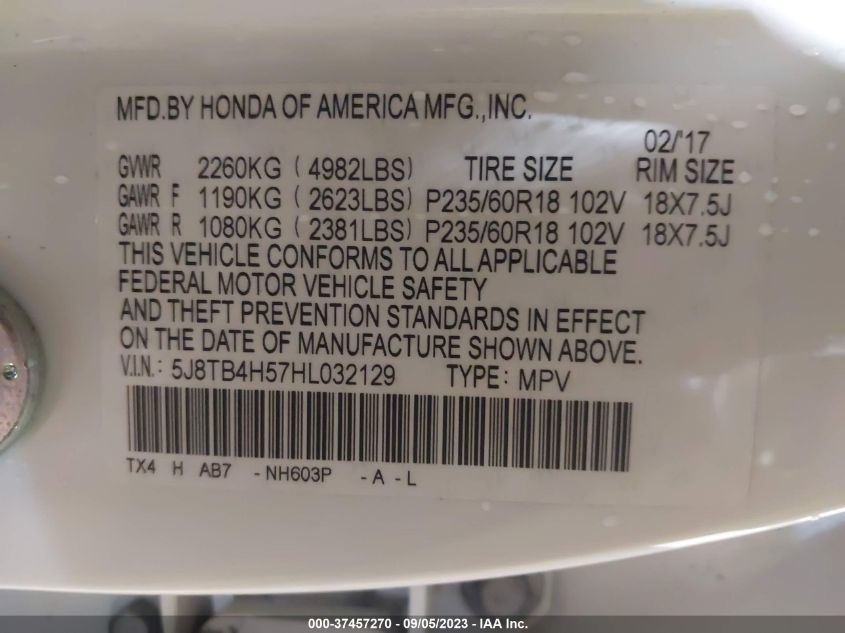 MFD.BY HONDA OF AMERICA MFG.,INC.
02/'17
GVWR 2260KG ( 4982LBS) TIRE SIZE RIM SIZE
GAWR F 1190KG ( 2623LBS) P235/60R18 102V 18X7.5J
GAWR R 1080KG ( 2381LBS) P235/60R18 102V 18X7.5J
THIS VEHICLE CONFORMS TO ALL APPLICABLE
FEDERAL MOTOR VEHICLE SAFETY
AND THEFT PREVENTION STANDARDS IN EFFECT
ON THE DATE OF MANUFACTURE SHOWN ABOVE.
V.I.N.: 5J8TB4H57HL032129 TYPE: MPV
TX4 H AB7 -NH603P -A -L
000-37457270 - 09/05/2023 - IAA Inc.